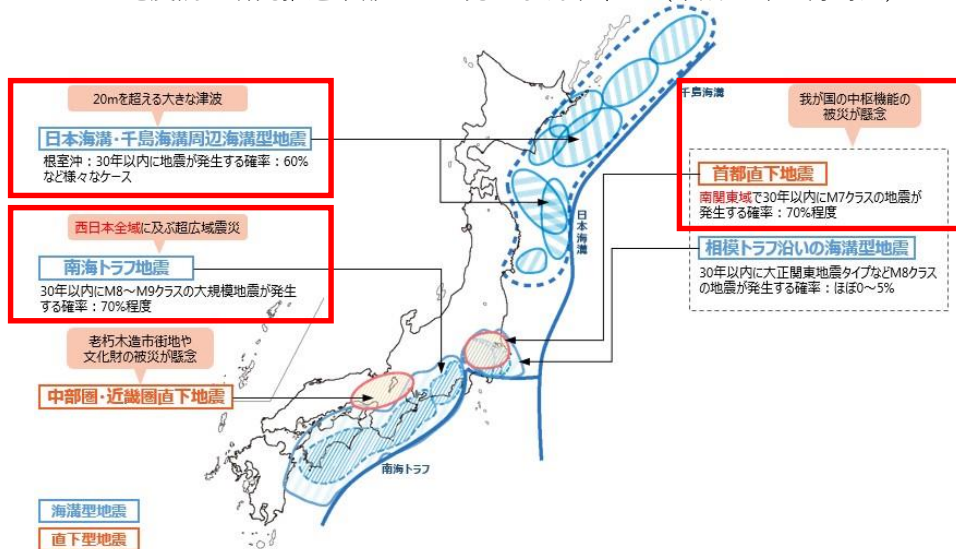 20mを超える大きな津波
日本海溝・千島海溝周辺海溝型地震
根室沖：30年以内に地震が発生する確率：60%
など様々なケース
西日本全域に及ぶ超広域震災
南海トラフ地震
30年以内にM8～M9クラスの大規模地震が発生
する確率：70%程度
老朽木造市街地や
文化財の被災が懸念
中部圏・近畿圏直下地震
海溝型地震
直下型地震
千島海溝
日本海溝
南海トラフ
我が国の中枢機能の
被災が懸念
首都直下地震
南関東域で30年以内にM7クラスの地震が
発生する確率：70%程度
相模トラフ沿いの海溝型地震
30年以内に大正関東地震タイプなどM8クラス
の地震が発生する確率：ほぼ0～5%